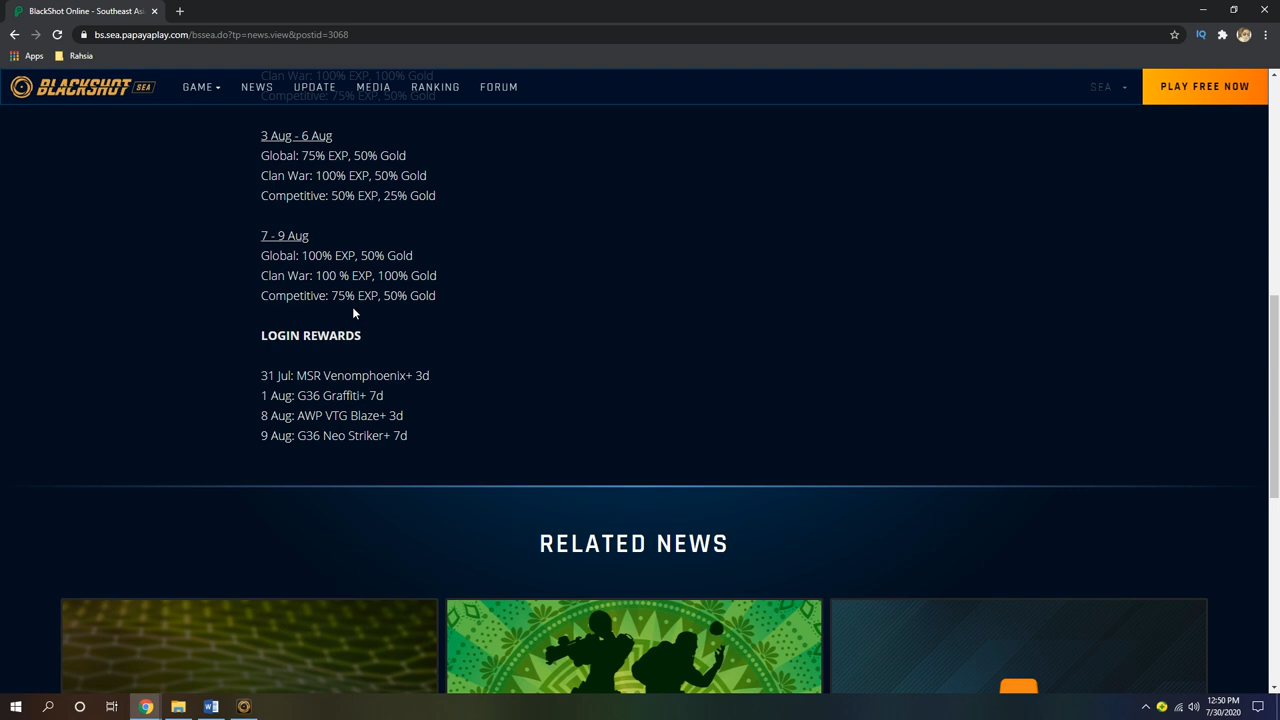 BlackShot Online - Southeast Asi
bs.sea.papayaplay.com/bssea.do?tp=news.view&postid=3068
Apps
Rahsia
BLACKSHOT SEA
GAME
NEWS
UPDATE
MEDIA
RANKING
FORUM
SEA
PLAY FREE NOW
Clan War: 100% EXP, 100% Gold
Competitive: 75% EXP, 50% Gold
3 Aug - 6 Aug
Global: 75% EXP, 50% Gold
Clan War: 100% EXP, 50% Gold
Competitive: 50% EXP, 25% Gold
7 - 9 Aug
Global: 100% EXP, 50% Gold
Clan War: 100 % EXP, 100% Gold
Competitive: 75% EXP, 50% Gold
LOGIN REWARDS
31 Jul: MSR Venomphoenix+ 3d
1 Aug: G36 Graffiti+ 7d
8 Aug: AWP VTG Blaze+ 3d
9 Aug: G36 Neo Striker+ 7d
RELATED NEWS
12:50 PM
7/30/2020